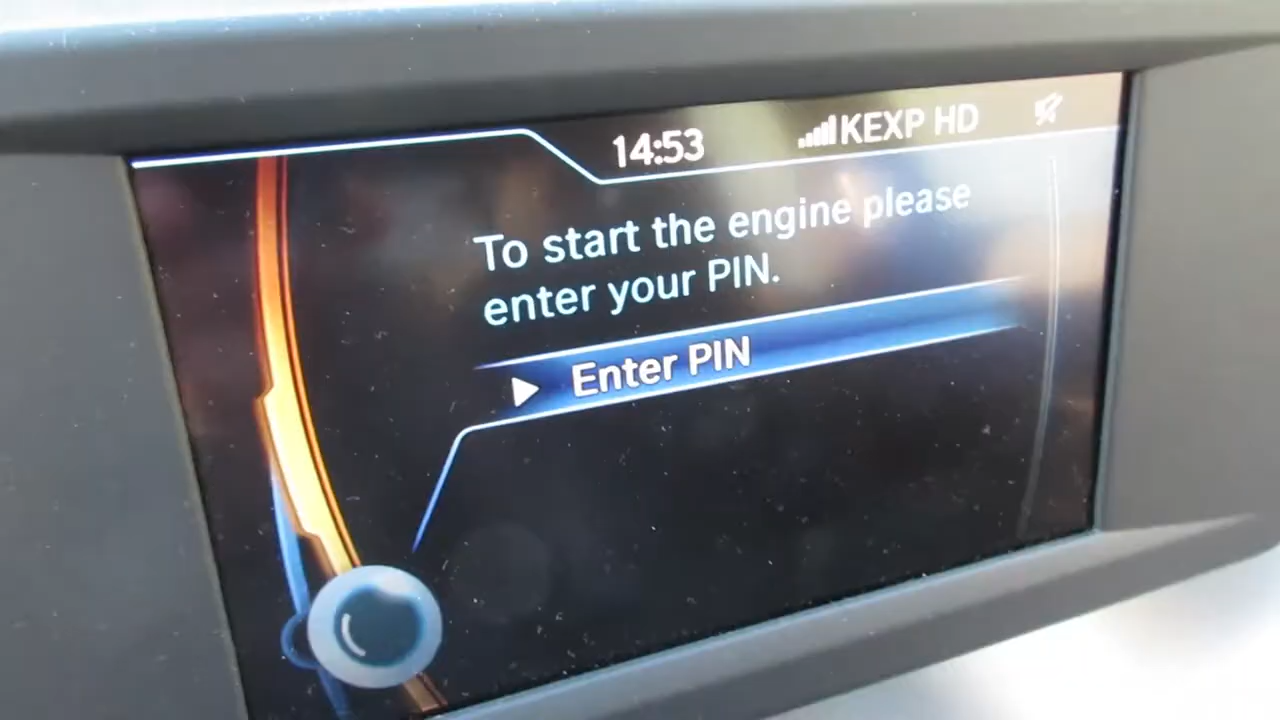 14:53
KEXP HD
To start the engine please
enter your PIN.
Enter PIN